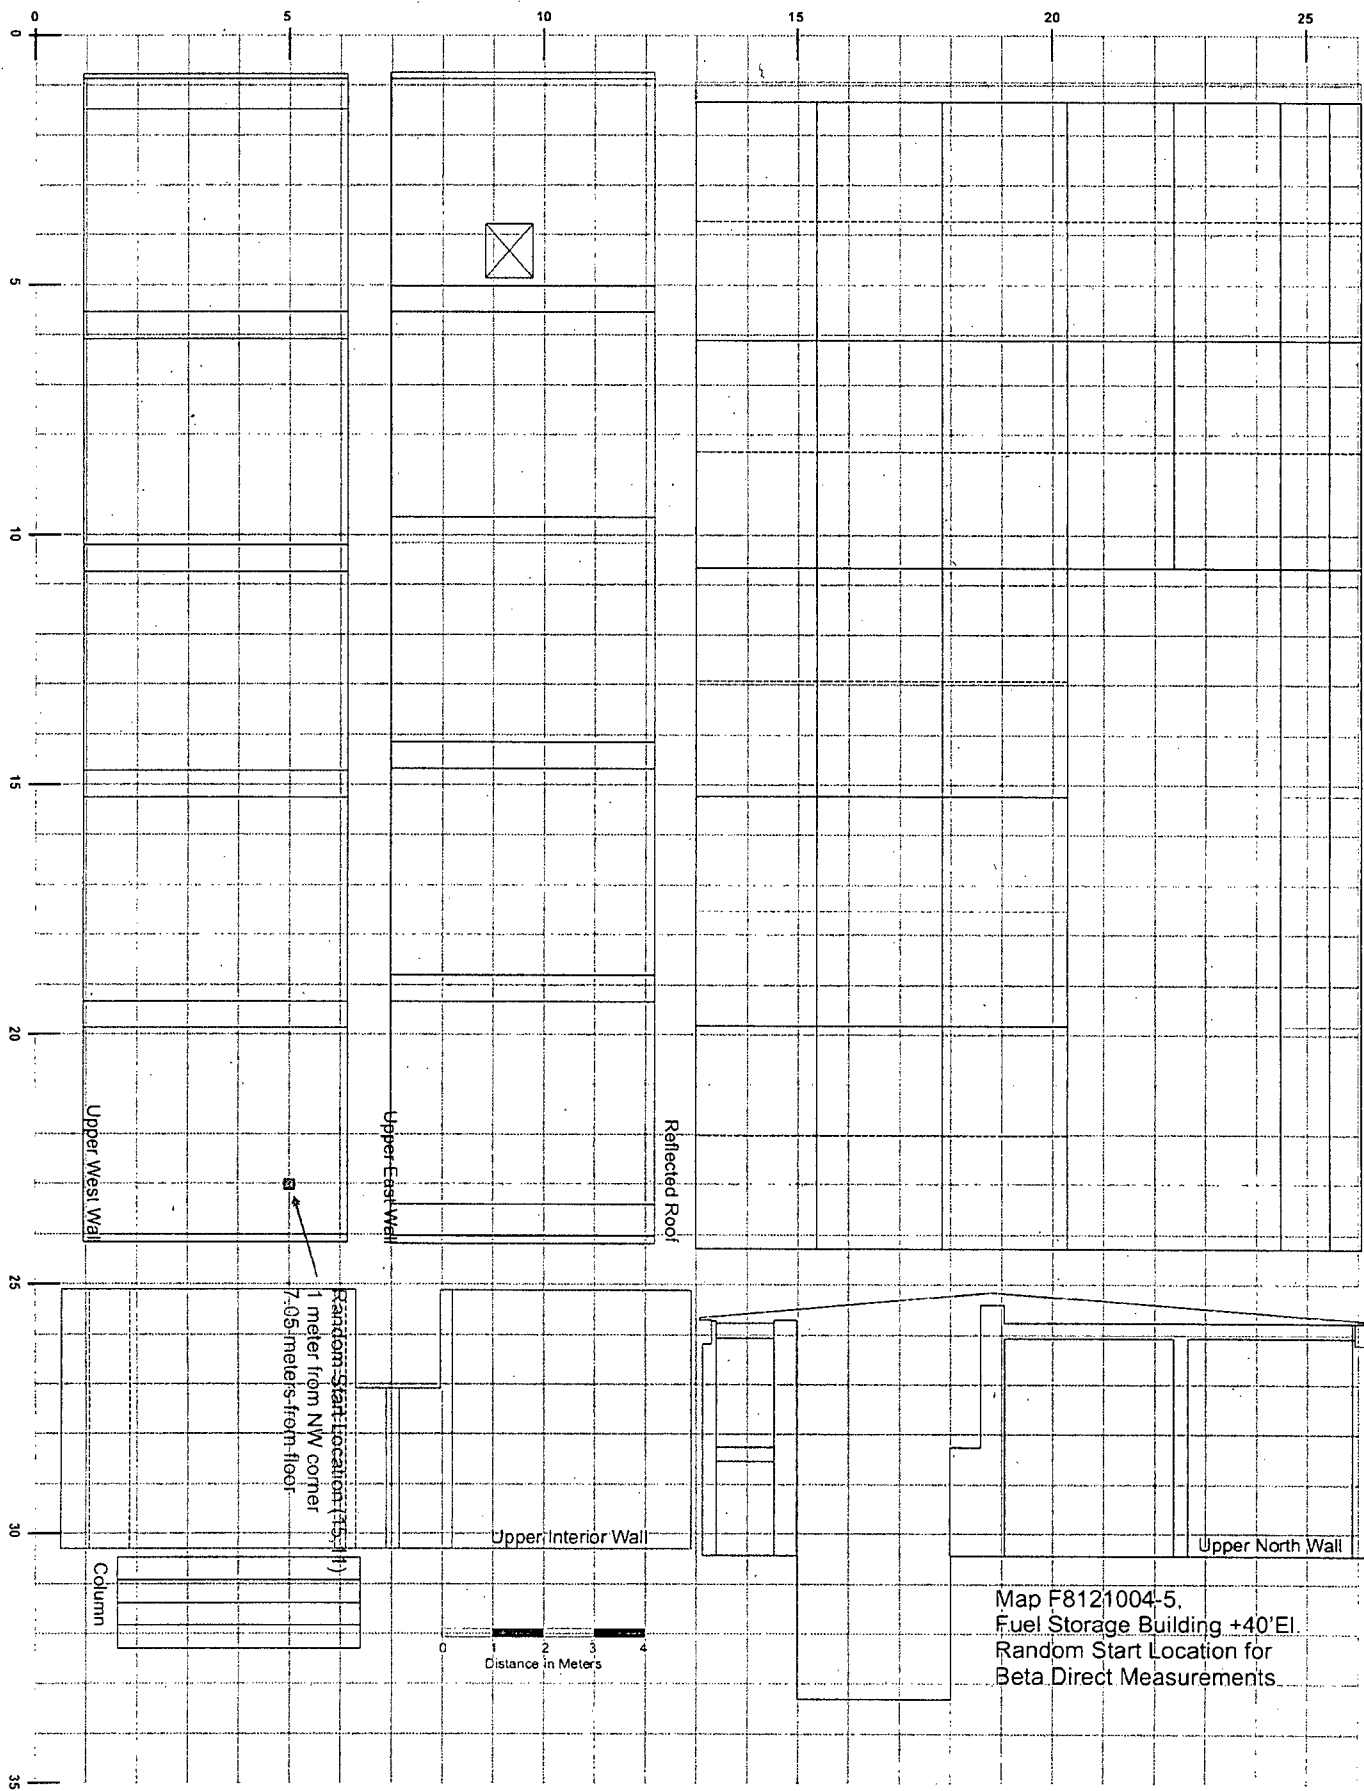 0 5 10 15 20 25
0
5
10
15
20
25
30
35
Upper West Wall
Upper East Wall
Reflected Roof
Random Start Location
1 meter from NW corner
7.05 meters from floor
Upper Interior Wall
Upper North Wall
Column
0 1 2 3 4
Distance in Meters
Map F8121004-5,
Fuel Storage Building +40'El.
Random Start Location for
Beta Direct Measurements